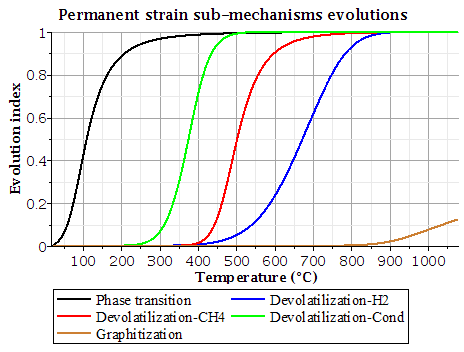 Permanent strain sub-mechanisms evolutions
Evolution index
1
0.8
0.6
0.4
0.2
0
100 200 300 400 500 600 700 800 900 1000
Temperature (°C)
Phase transition Devolatilization-H2
Devolatilization-CH4 Devolatilization-Cond
Graphitization